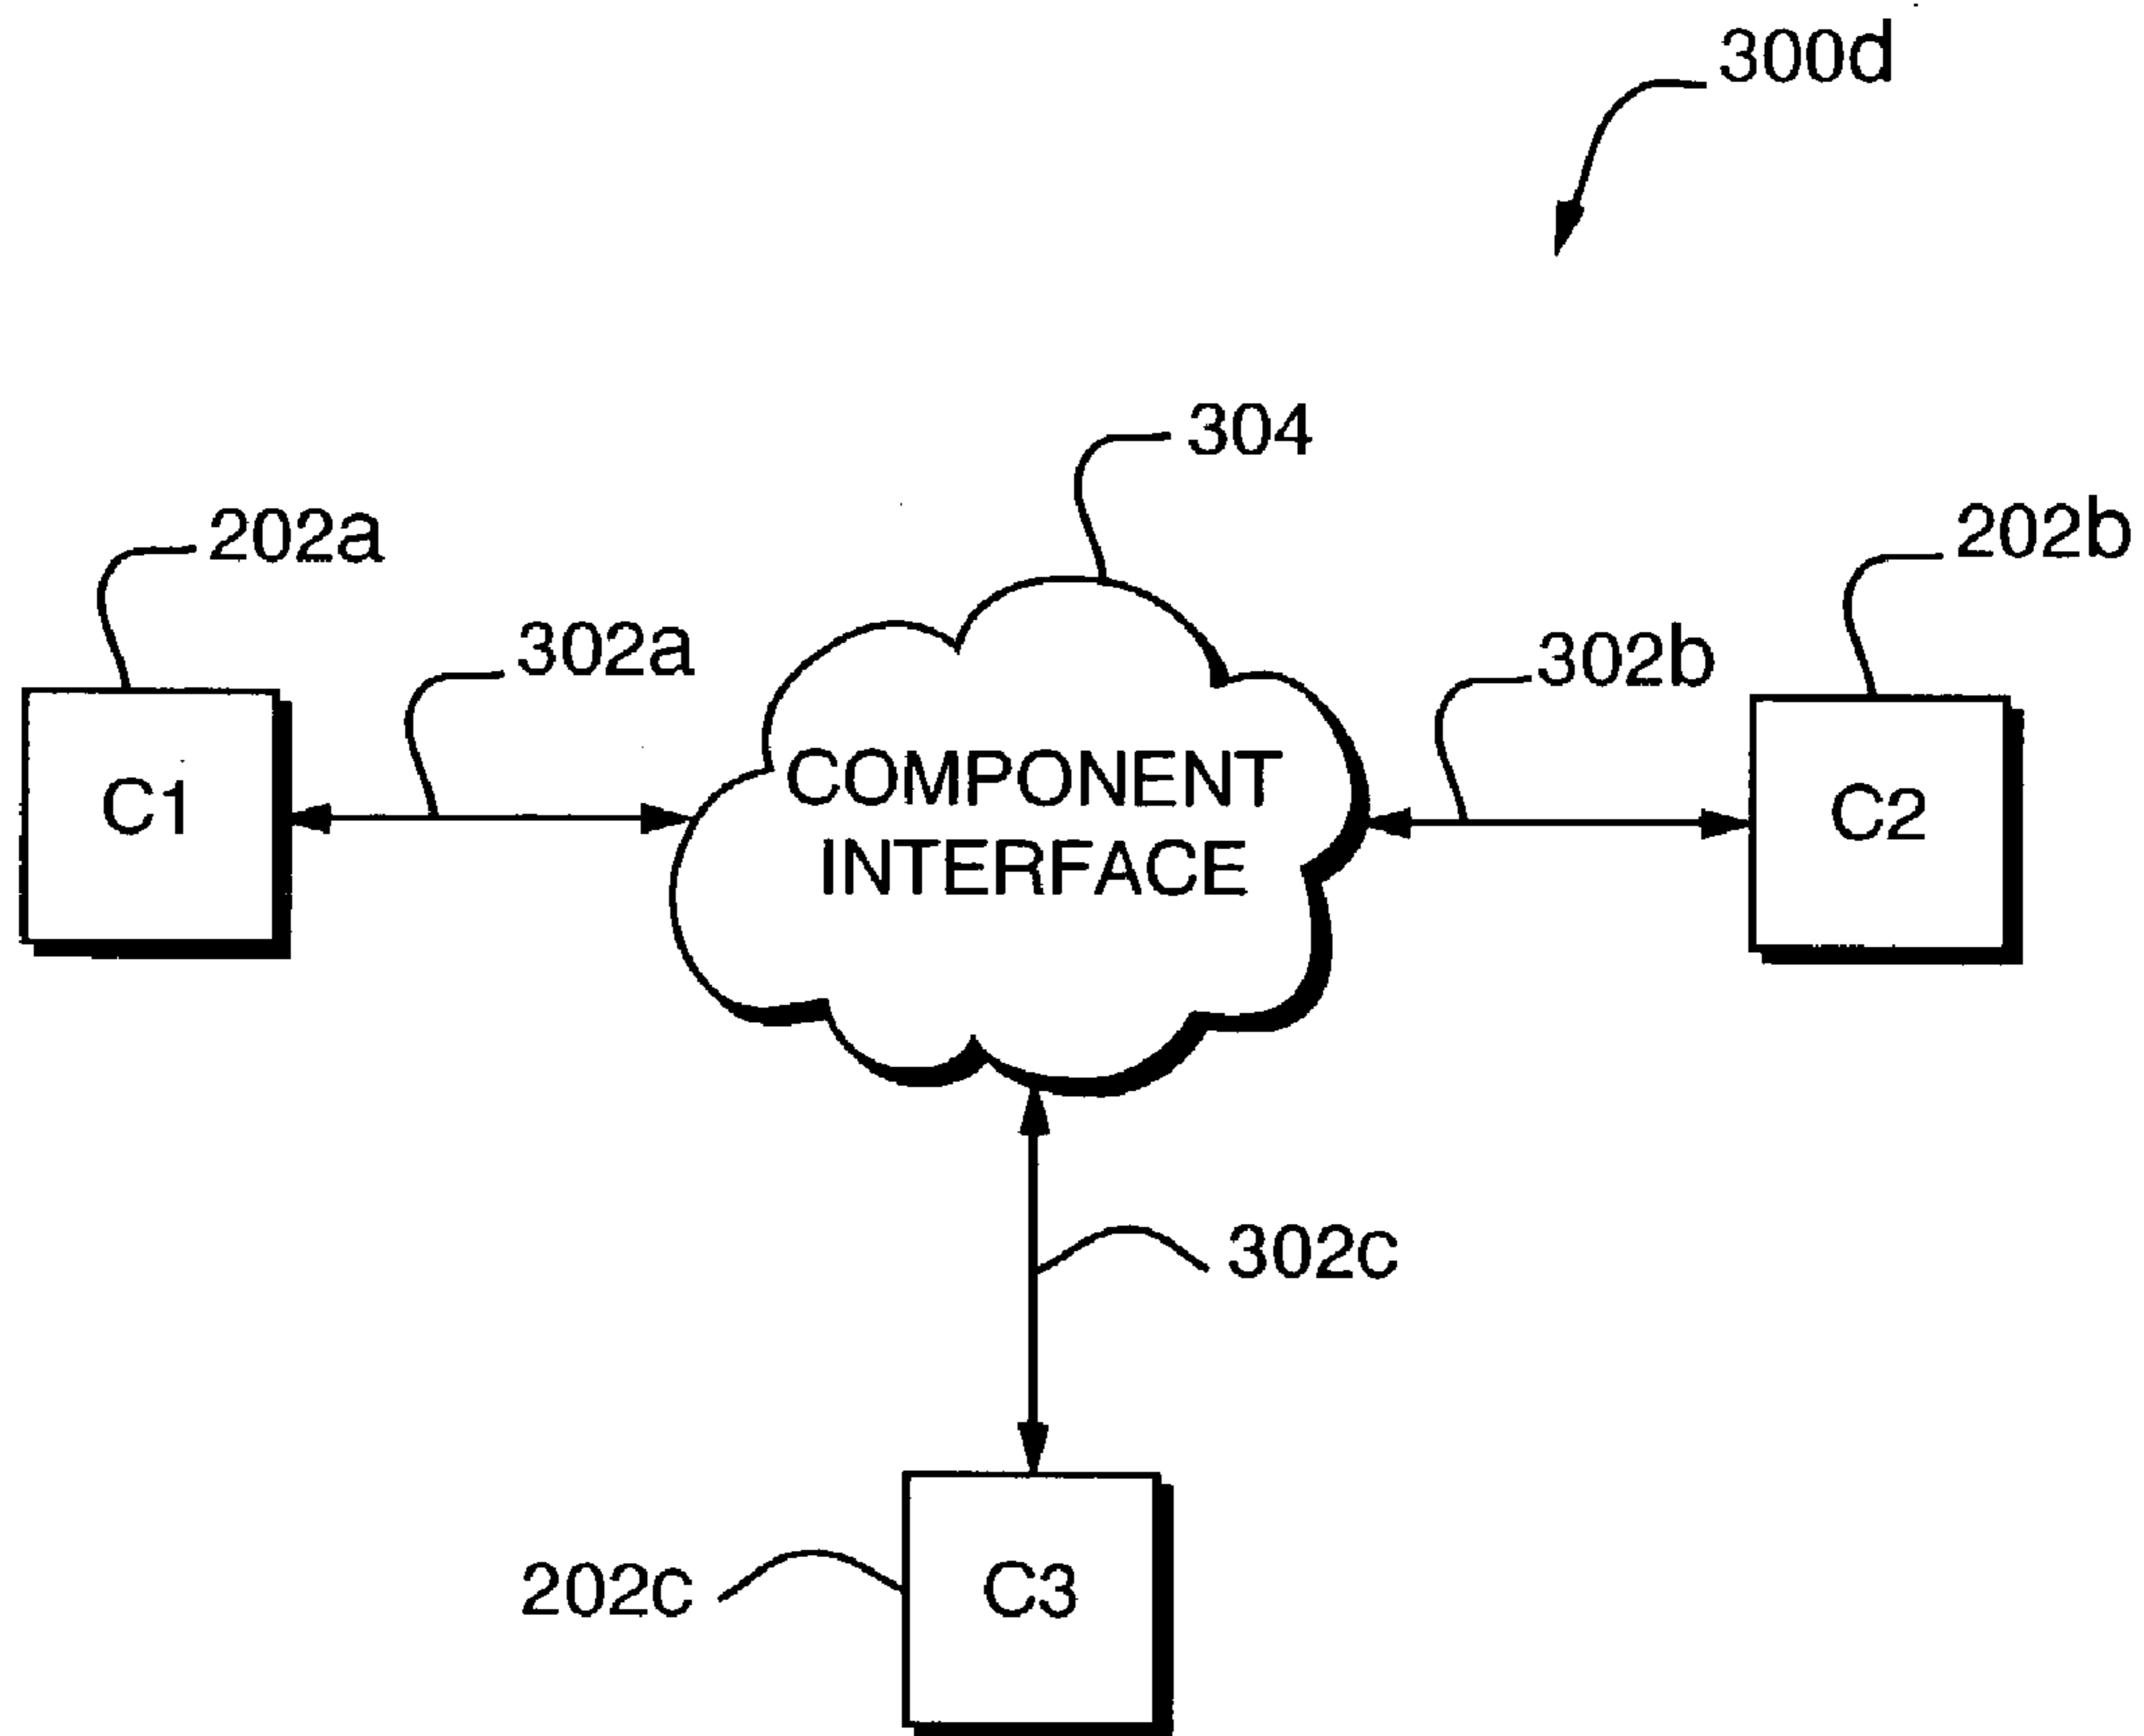 300d
304
202a
202b
302a
302b
COMPONENT
INTERFACE
C1
C2
302c
202c
C3